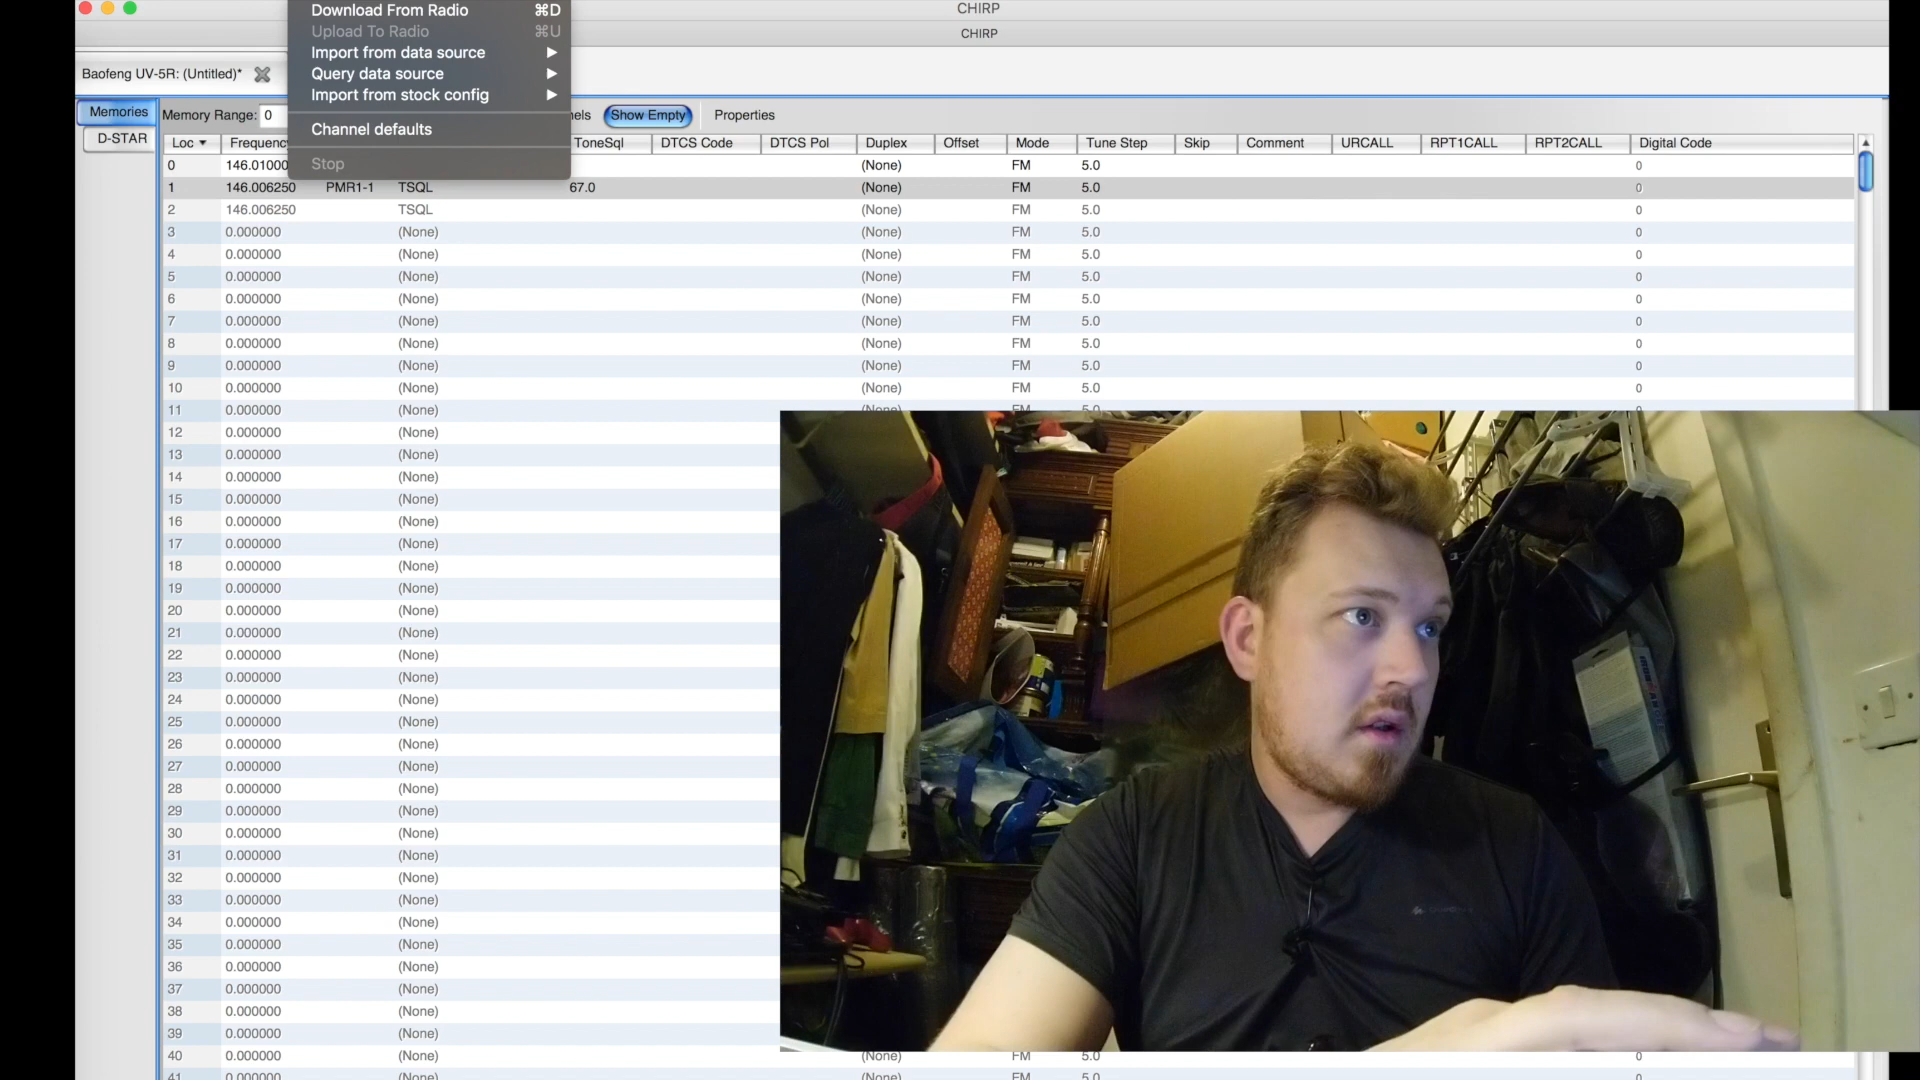 CHIRP
CHIRP
Download From Radio ⌘D
Upload To Radio ⌘U
Import from data source ▶
Query data source ▶
Import from stock config ▶
Channel defaults
Stop
Baofeng UV-5R: (Untitled)*
Memories
D-STAR
Memory Range: 0
Show Empty
Properties
Loc ▼ ToneSql DTCS Code DTCS Pol Duplex Offset Mode Tune Step Skip Comment URCALL RPT1CALL RPT2CALL Digital Code
0 146.01000 (None) FM 5.0 0
1 146.006250 PMR1-1 TSQL 67.0 (None) FM 5.0 0
2 146.006250 TSQL (None) FM 5.0 0
3 0.000000 (None) (None) FM 5.0 0
4 0.000000 (None) (None) FM 5.0 0
5 0.000000 (None) (None) FM 5.0 0
6 0.000000 (None) (None) FM 5.0 0
7 0.000000 (None) (None) FM 5.0 0
8 0.000000 (None) (None) FM 5.0 0
9 0.000000 (None) (None) FM 5.0 0
10 0.000000 (None) (None) FM 5.0 0
11 0.000000 (None) (None) FM 5.0 0
12 0.000000 (None)
13 0.000000 (None)
14 0.000000 (None)
15 0.000000 (None)
16 0.000000 (None)
17 0.000000 (None)
18 0.000000 (None)
19 0.000000 (None)
20 0.000000 (None)
21 0.000000 (None)
22 0.000000 (None)
23 0.000000 (None)
24 0.000000 (None)
25 0.000000 (None)
26 0.000000 (None)
27 0.000000 (None)
28 0.000000 (None)
29 0.000000 (None)
30 0.000000 (None)
31 0.000000 (None)
32 0.000000 (None)
33 0.000000 (None)
34 0.000000 (None)
35 0.000000 (None)
36 0.000000 (None)
37 0.000000 (None)
38 0.000000 (None)
39 0.000000 (None)
40 0.000000 (None) (None) FM 5.0 0
41 0.000000 (None) (None) FM 5.0 0